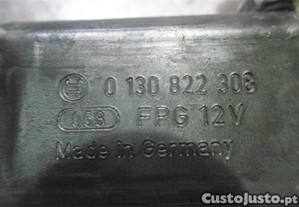 0 130 822 308
058 FPG 12V
Made in Germany
CustoJusto.pt